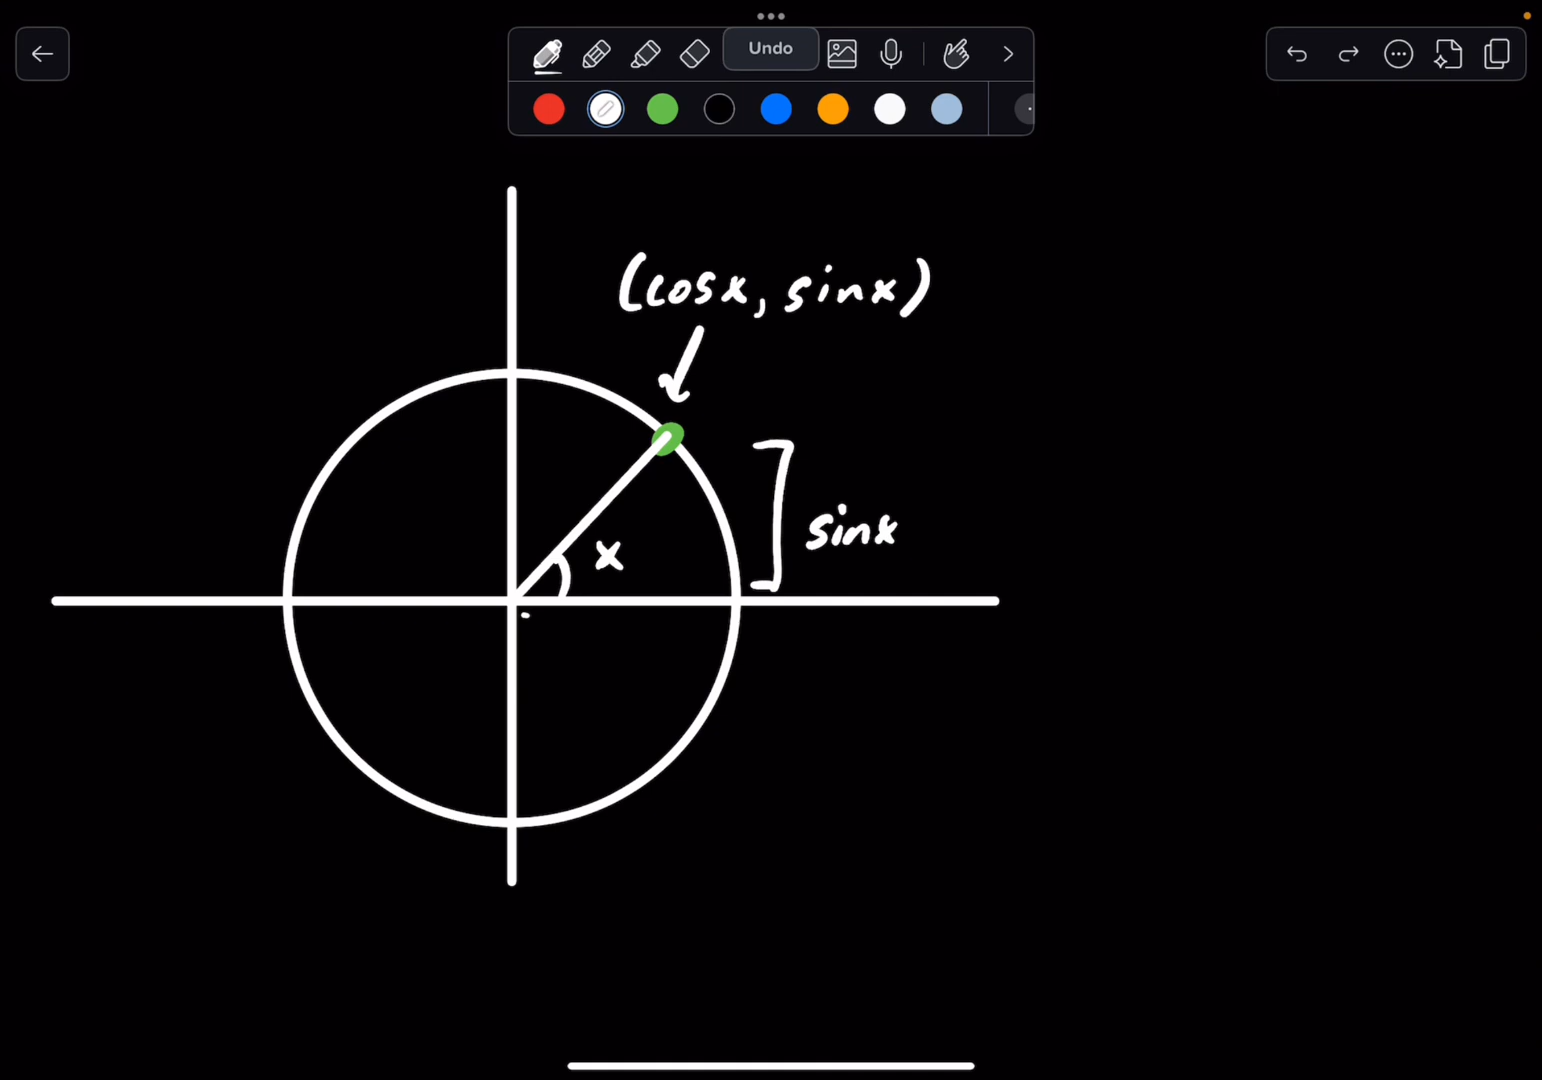 Undo
(cosx, sinx)
sinx
x